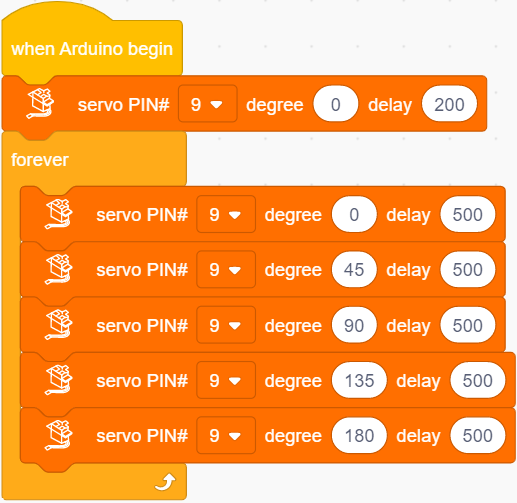 when Arduino begin
servo PIN# 9 degree 0 delay 200
forever
servo PIN# 9 degree 0 delay 500
servo PIN# 9 degree 45 delay 500
servo PIN# 9 degree 90 delay 500
servo PIN# 9 degree 135 delay 500
servo PIN# 9 degree 180 delay 500